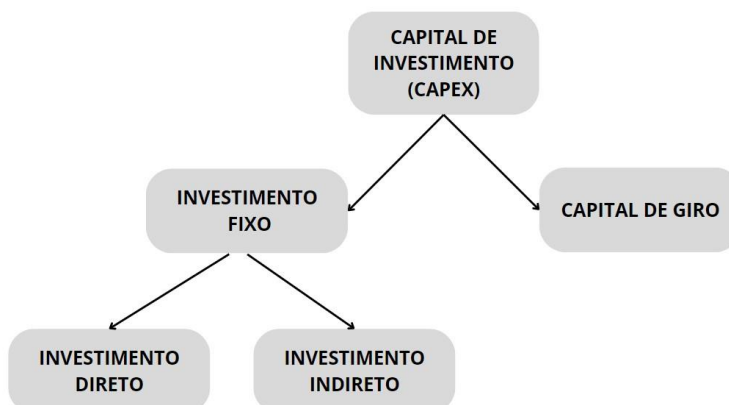 CAPITAL DE
INVESTIMENTO
(CAPEX)
INVESTIMENTO
FIXO
CAPITAL DE GIRO
INVESTIMENTO
DIRETO
INVESTIMENTO
INDIRETO